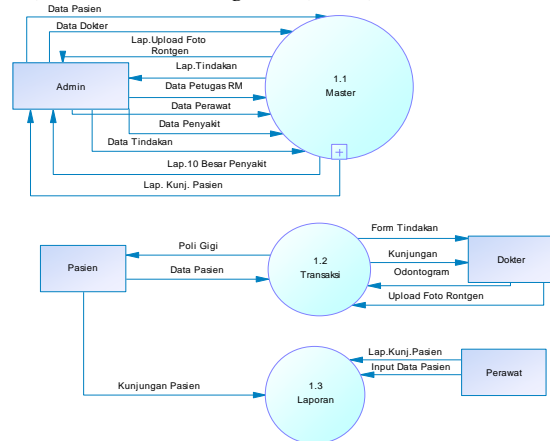 Data Pasien
Data Dokter
Lap.Upload Foto
Rontgen
Lap.Tindakan
Admin
Data Petugas RM
Data Perawat
Data Penyakit
Data Tindakan
Lap.10 Besar Penyakit
Lap. Kunj. Pasien
1.1
Master
Poli Gigi
Pasien
Data Pasien
1.2
Transaksi
Form Tindakan
Kunjungan
Odontogram
Upload Foto Rontgen
Dokter
Kunjungan Pasien
1.3
Laporan
Lap.Kunj.Pasien
Input Data Pasien
Perawat